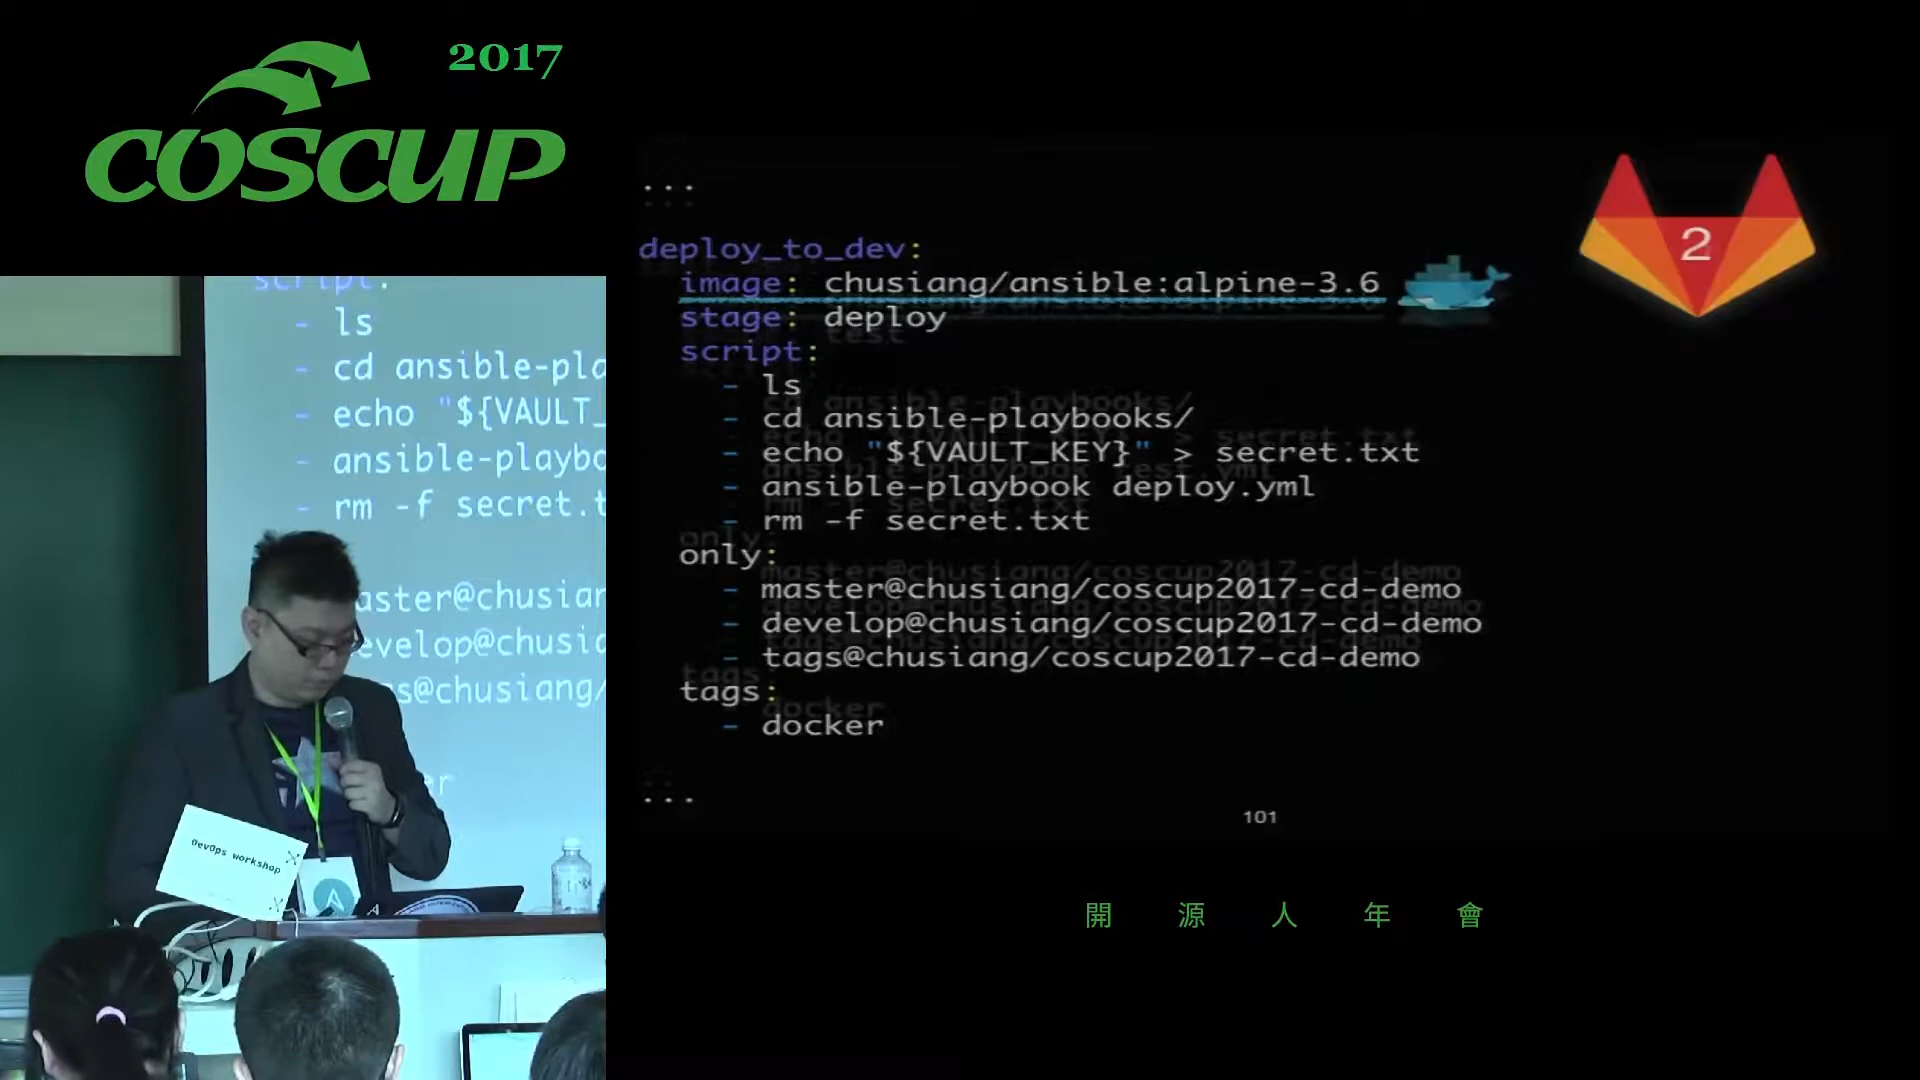 2017
COSCUP
...
deploy_to_dev:
image: chusiang/ansible:alpine-3.6
stage: deploy
script:
- ls
- cd ansible-playbooks/
- echo "${VAULT_KEY}" > secret.txt
- ansible-playbook deploy.yml
- rm -f secret.txt
only:
- master@chusiang/coscup2017-cd-demo
- develop@chusiang/coscup2017-cd-demo
- tags@chusiang/coscup2017-cd-demo
tags:
- docker
...
101
2
script:
- ls
- cd ansible-pla
- echo "${VAULT_
- ansible-playbo
- rm -f secret.t
aster@chusian
evelop@chusia
s@chusiang/
er
DevOps workshop
開源人年會